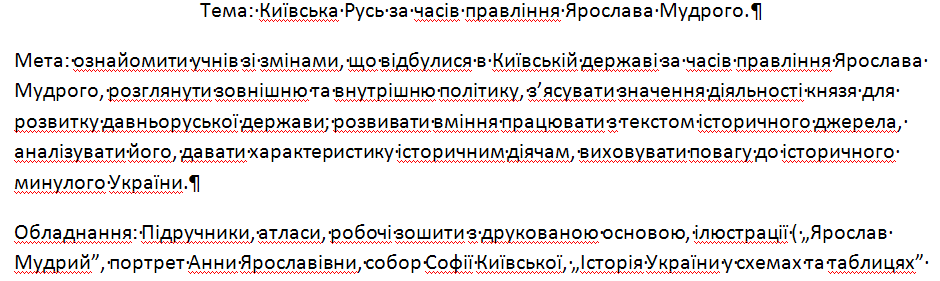 Тема: Київська Русь за часів правління Ярослава Мудрого.
Мета: ознайомити учнів зі змінами, що відбулися в Київській державі за часів правління Ярослава
Мудрого, розглянути зовнішню та внутрішню політику, з’ясувати значення діяльності князя для
розвитку давньоруської держави; розвивати вміння працювати з текстом історичного джерела,
аналізувати його, давати характеристику історичним діячам, виховувати повагу до історичного
минулого України.
Обладнання: Підручники, атласи, робочі зошити з друкованою основою, ілюстрації ( „Ярослав
Мудрий”, портрет Анни Ярославівни, собор Софії Київської, „Історія України у схемах та таблицях”